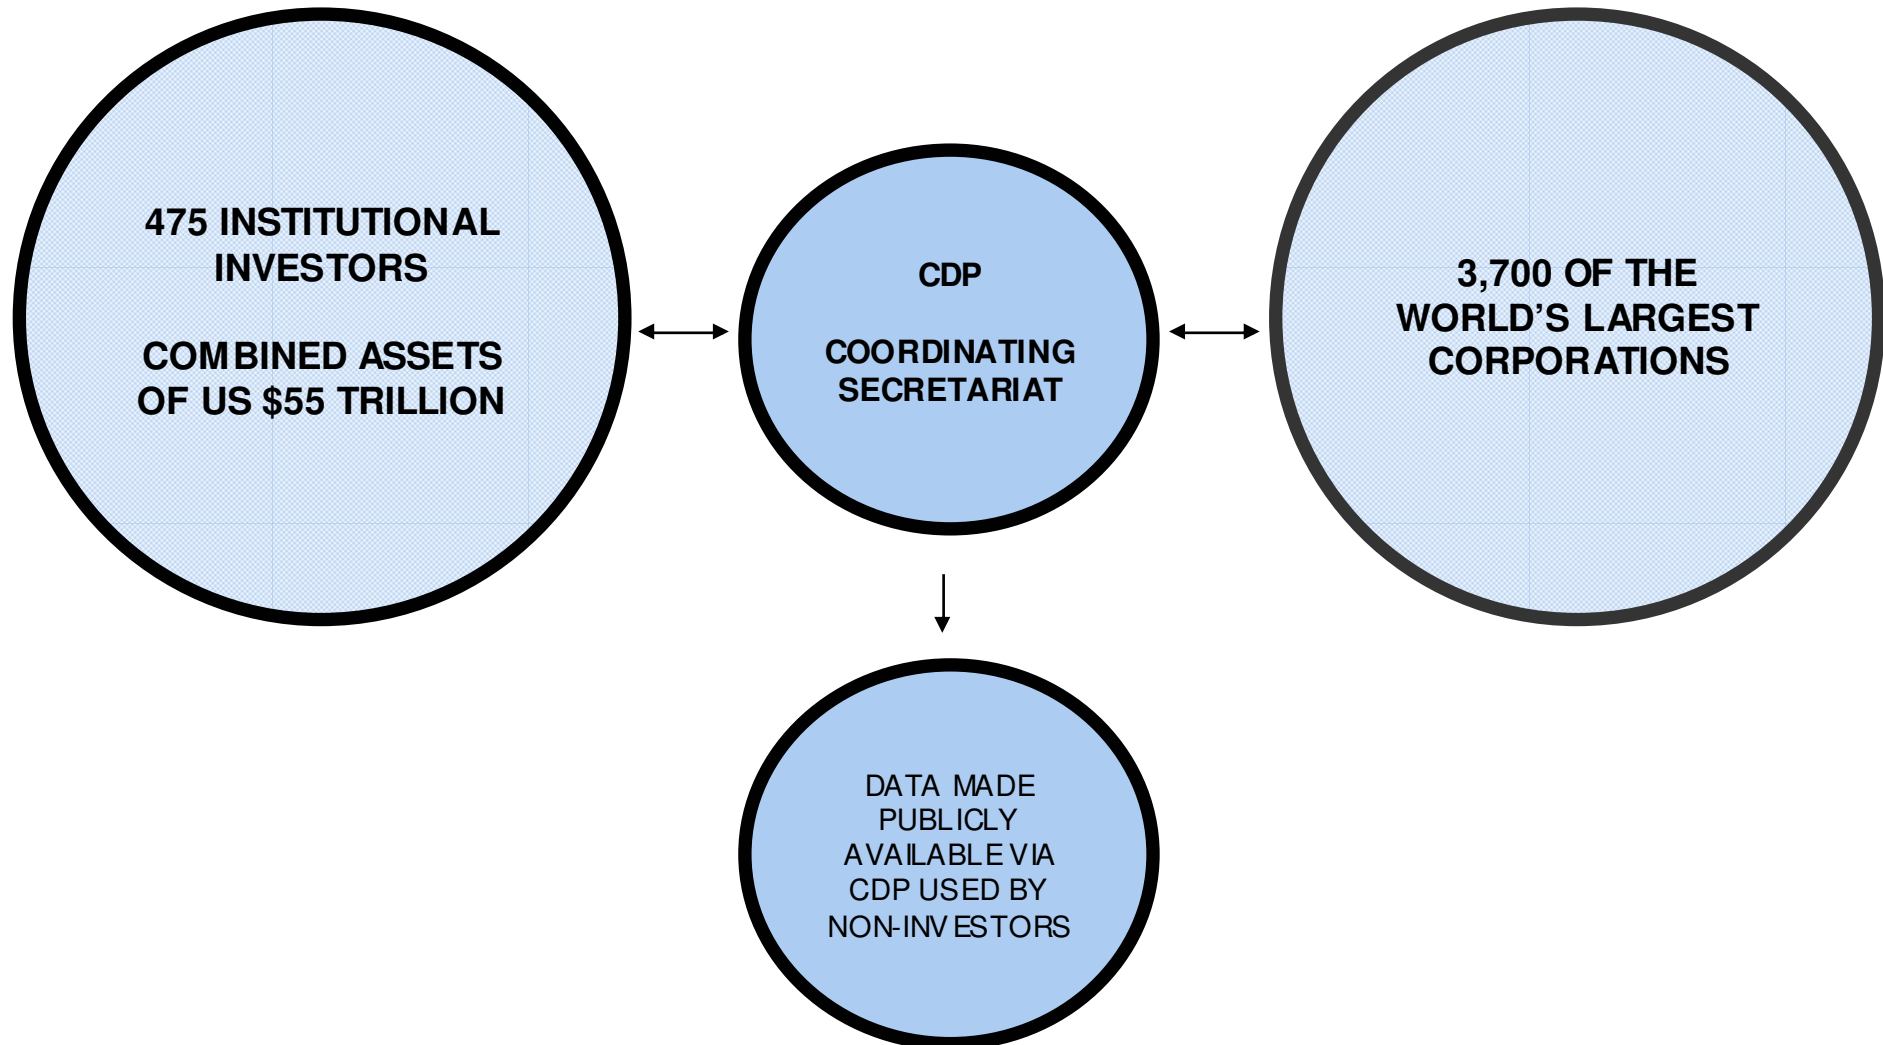 475 INSTITUTIONAL
INVESTORS
COMBINED ASSETS
OF US $55 TRILLION
CDP
COORDINATING
SECRETARIAT
3,700 OF THE
WORLD’S LARGEST
CORPORATIONS
DATA MADE
PUBLICLY
AVAILABLE VIA
CDP USED BY
NON-INVESTORS